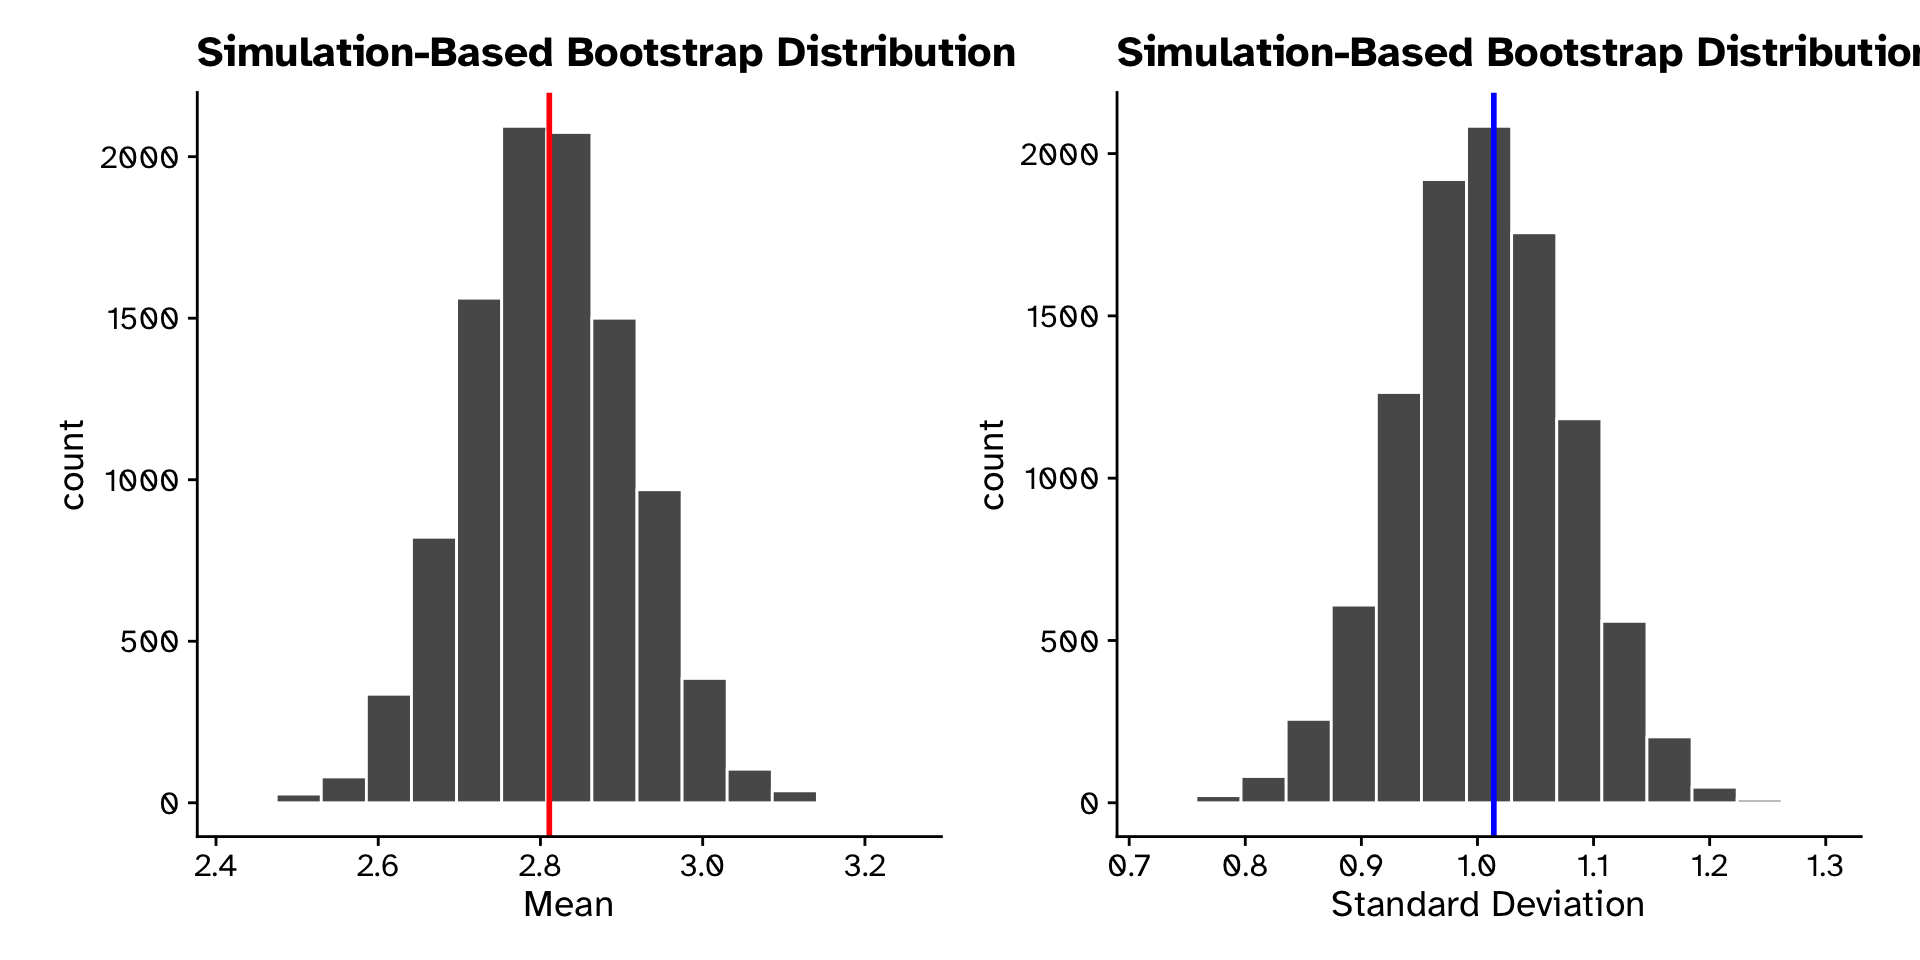 Simulation-Based Bootstrap Distribution
count
2000
1500
1000
500
0
2.4 2.6 2.8 3.0 3.2
Mean
Simulation-Based Bootstrap Distribution
count
2000
1500
1000
500
0
0.7 0.8 0.9 1.0 1.1 1.2 1.3
Standard Deviation